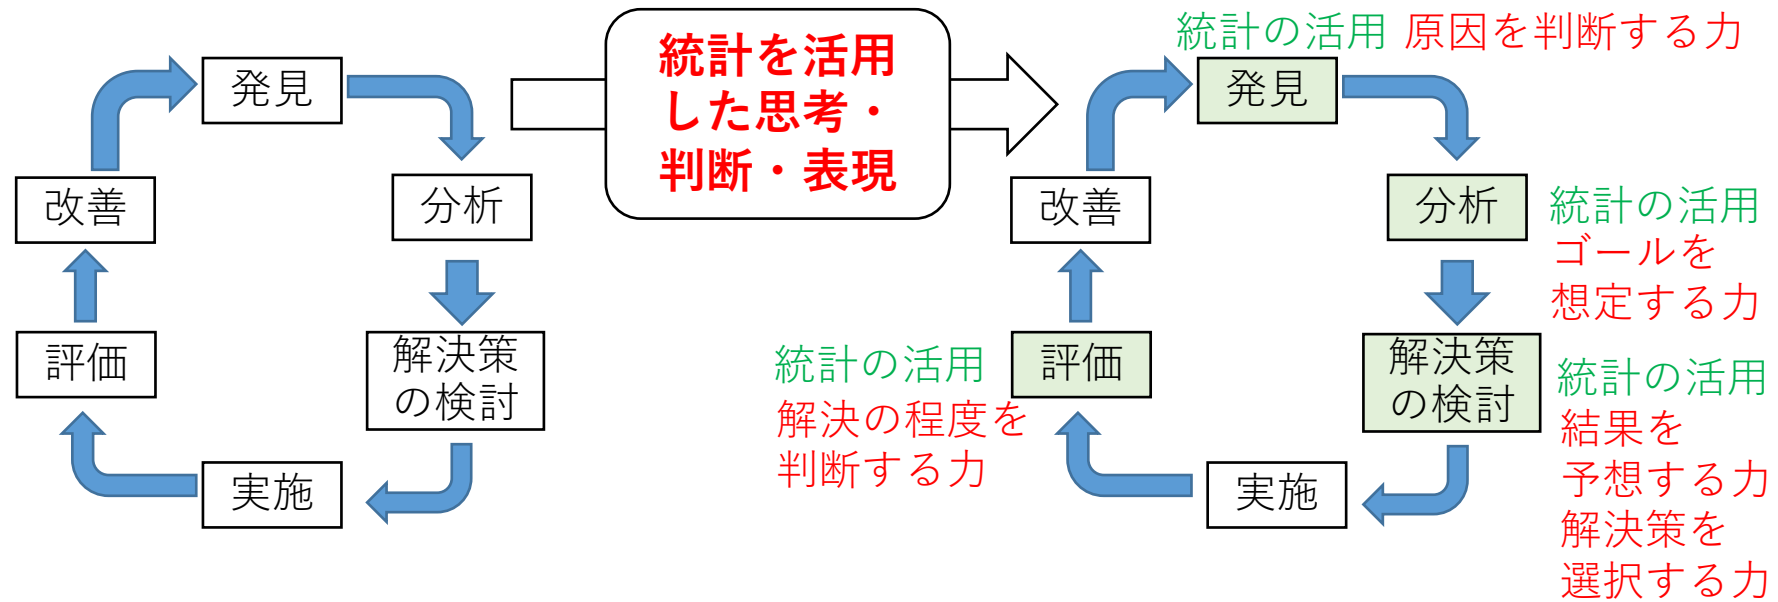 発見
分析
解決策
の検討
実施
評価
改善
統計を活用
した思考・
判断・表現
統計の活用 原因を判断する力
発見
分析
統計の活用
ゴールを
想定する力
解決策
の検討
統計の活用
結果を
予想する力
解決策を
選択する力
実施
評価
統計の活用
解決の程度を
判断する力
改善